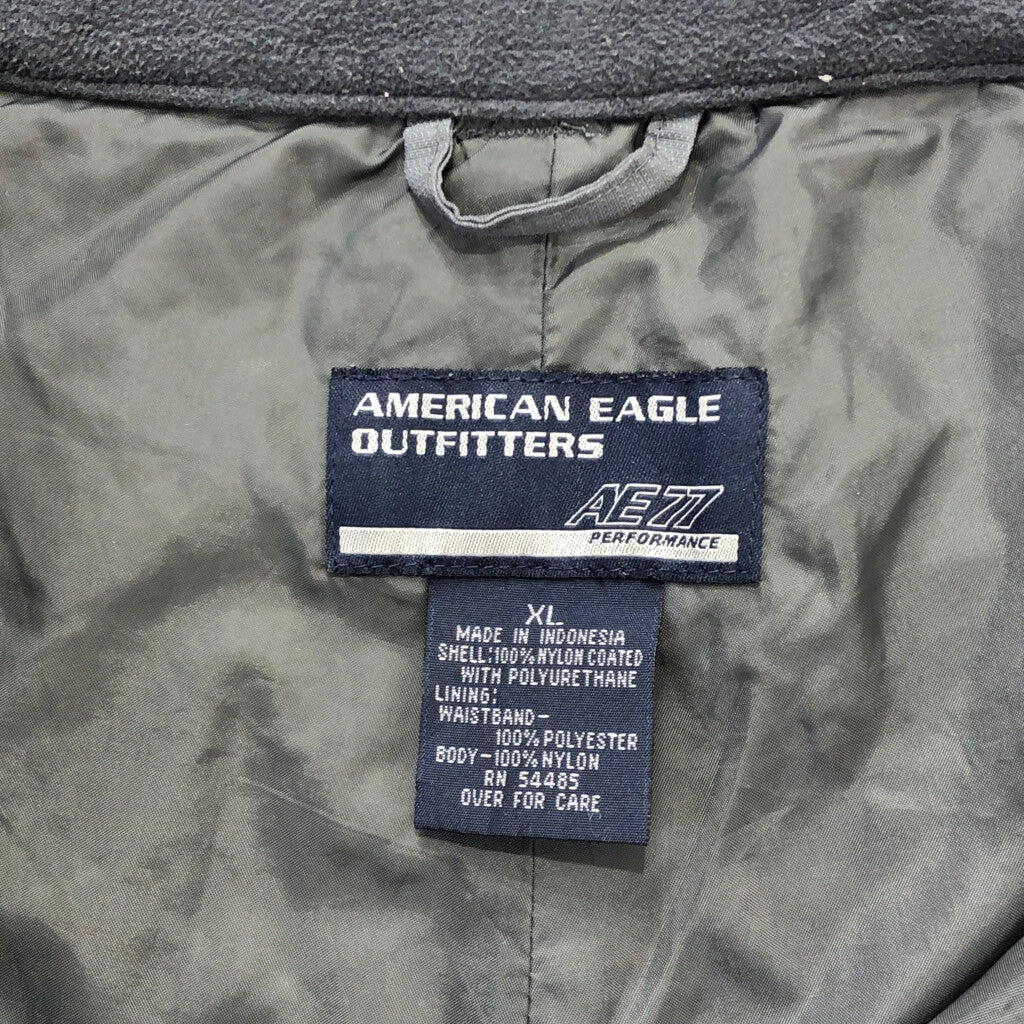 AMERICAN EAGLE
OUTFITTERS
AE77
PERFORMANCE
XL
MADE IN INDONESIA
SHELL:100% NYLON COATED
WITH POLYURETHANE
LINING:
WAISTBAND-
100% POLYESTER
BODY-100% NYLON
RN 54485
OVER FOR CARE